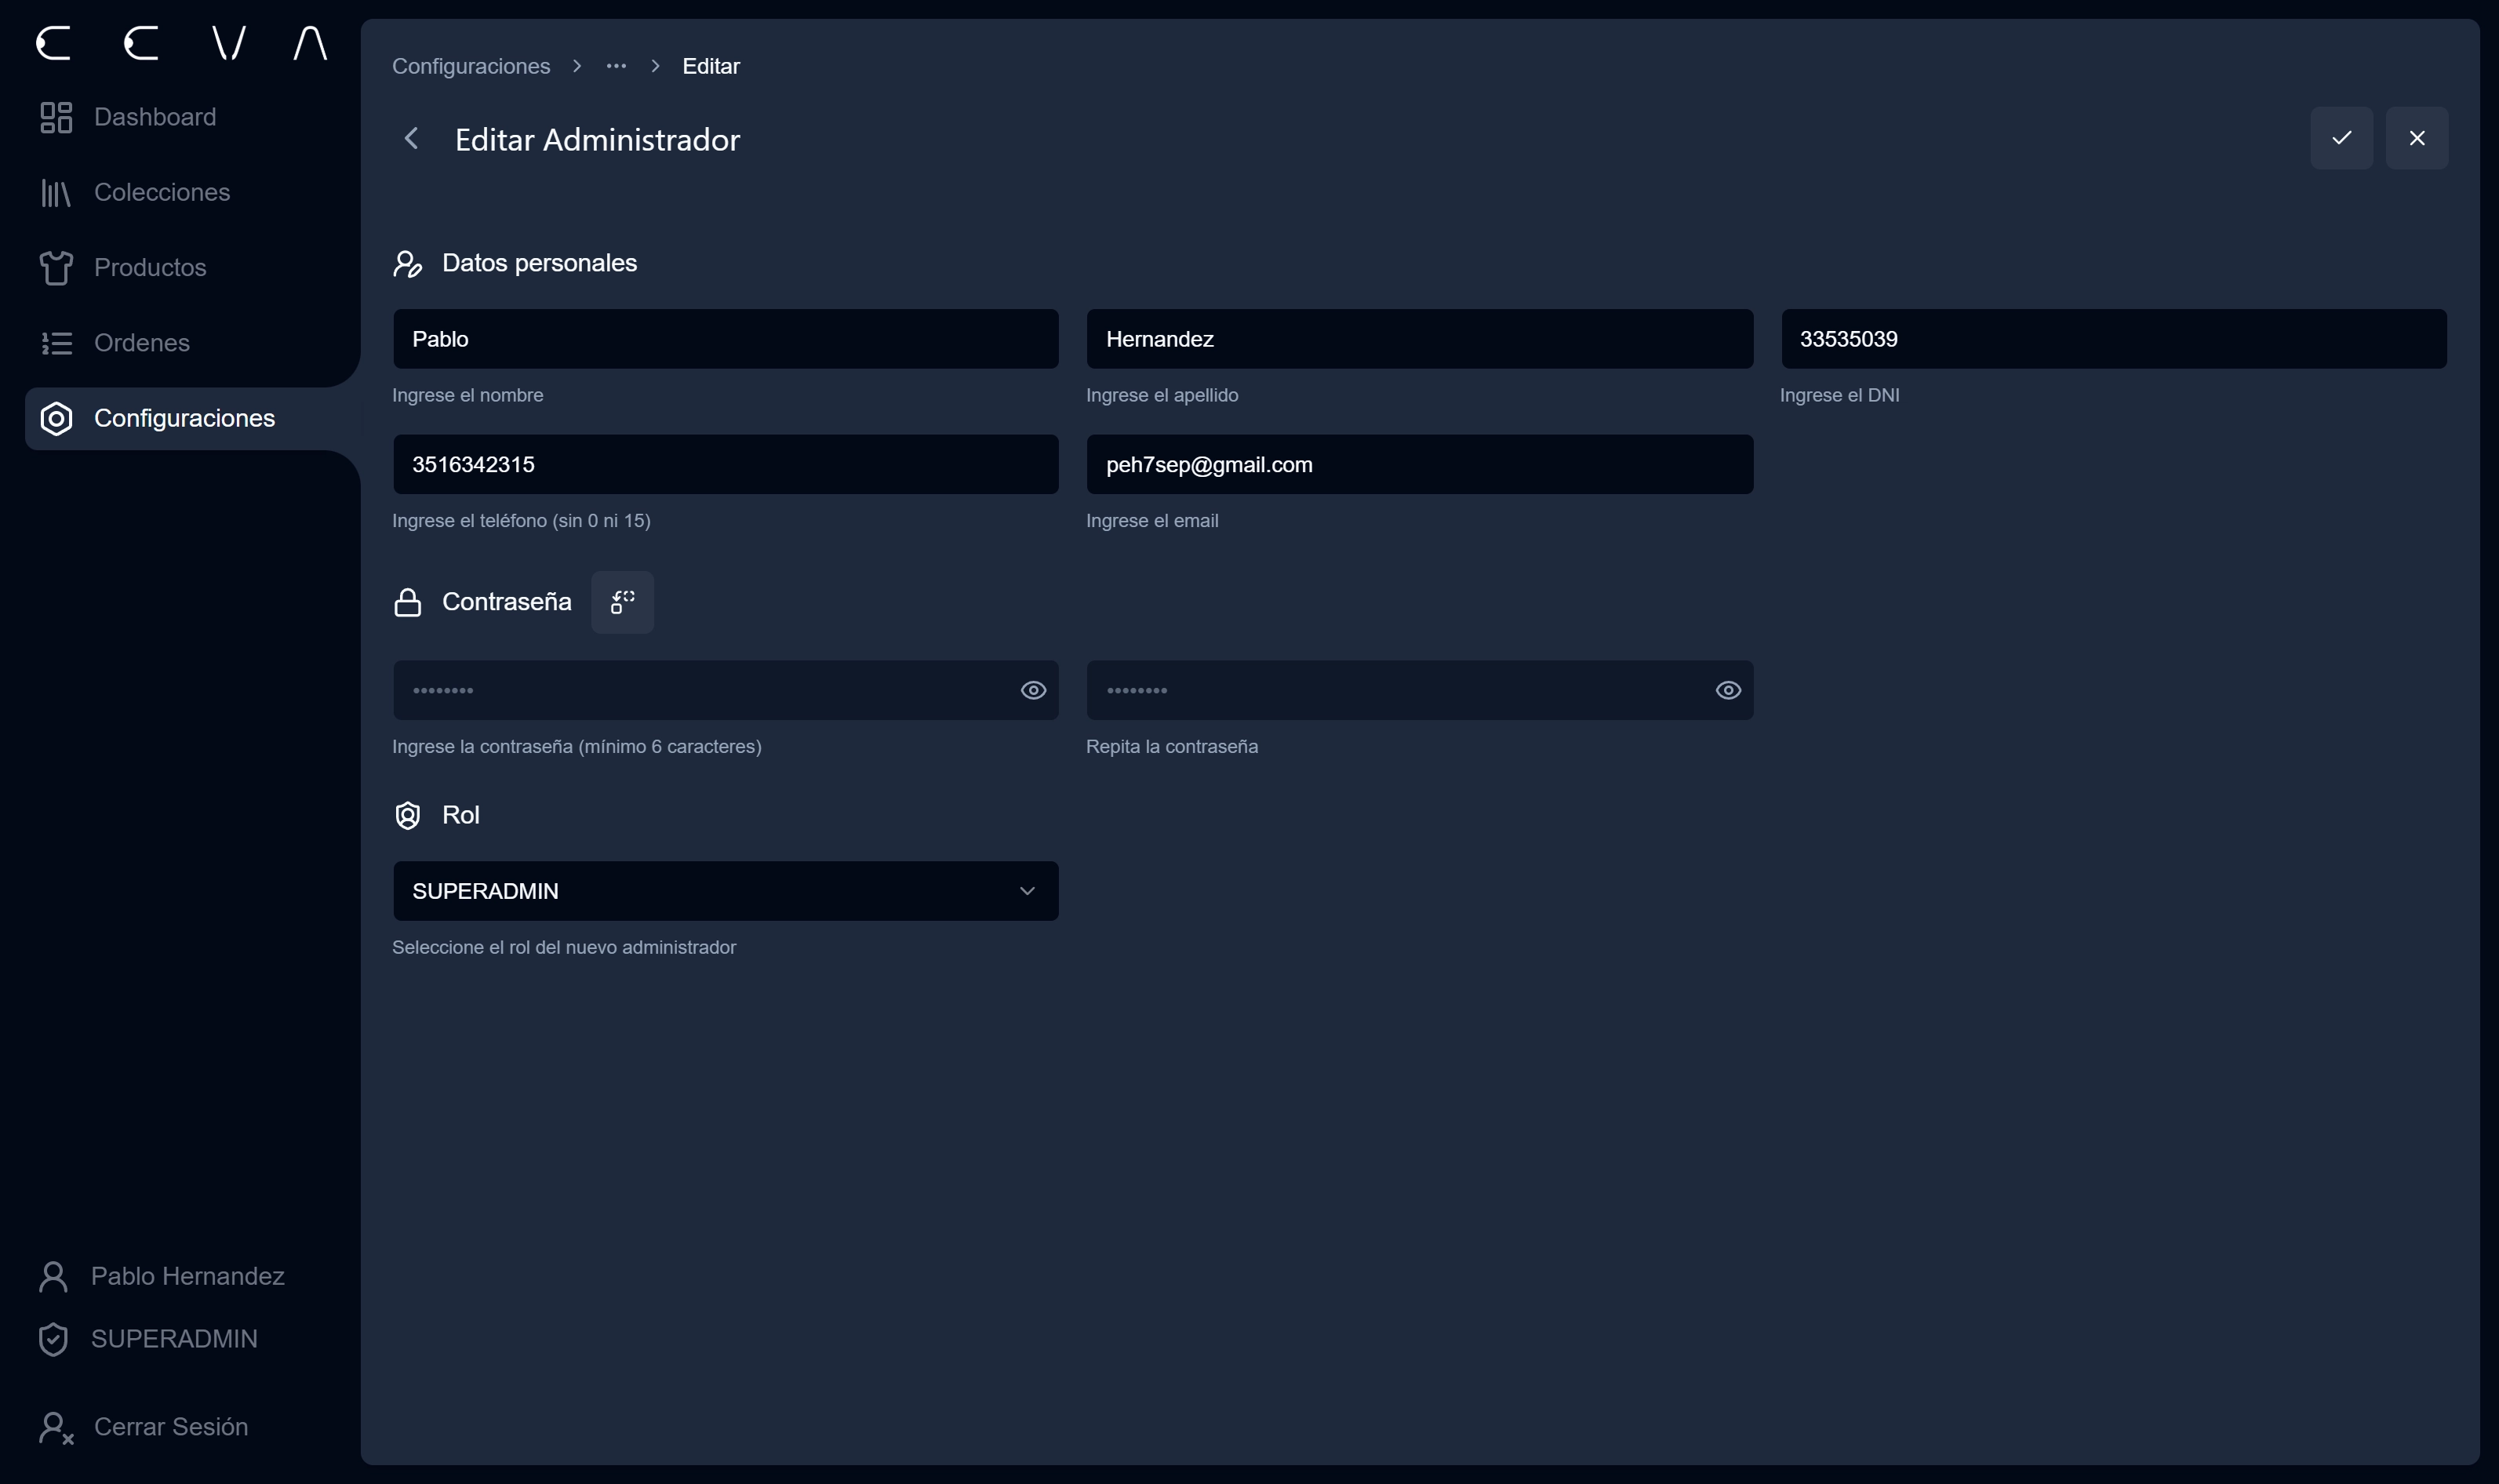 Dashboard
Colecciones
Productos
Ordenes
Configuraciones
Pablo Hernandez
SUPERADMIN
Cerrar Sesión
Configuraciones > ••• > Editar
Editar Administrador
Datos personales
Pablo
Hernandez
33535039
Ingrese el nombre
Ingrese el apellido
Ingrese el DNI
3516342315
peh7sep@gmail.com
Ingrese el teléfono (sin 0 ni 15)
Ingrese el email
Contraseña
••••••••
••••••••
Ingrese la contraseña (mínimo 6 caracteres)
Repita la contraseña
Rol
SUPERADMIN
Seleccione el rol del nuevo administrador